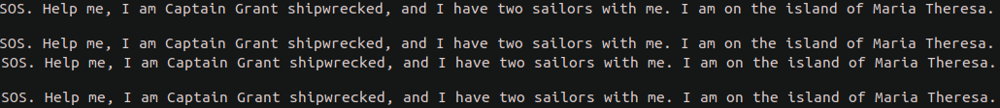 SOS. Help me, I am Captain Grant shipwrecked, and I have two sailors with me. I am on the island of Maria Theresa.
SOS. Help me, I am Captain Grant shipwrecked, and I have two sailors with me. I am on the island of Maria Theresa.
SOS. Help me, I am Captain Grant shipwrecked, and I have two sailors with me. I am on the island of Maria Theresa.
SOS. Help me, I am Captain Grant shipwrecked, and I have two sailors with me. I am on the island of Maria Theresa.